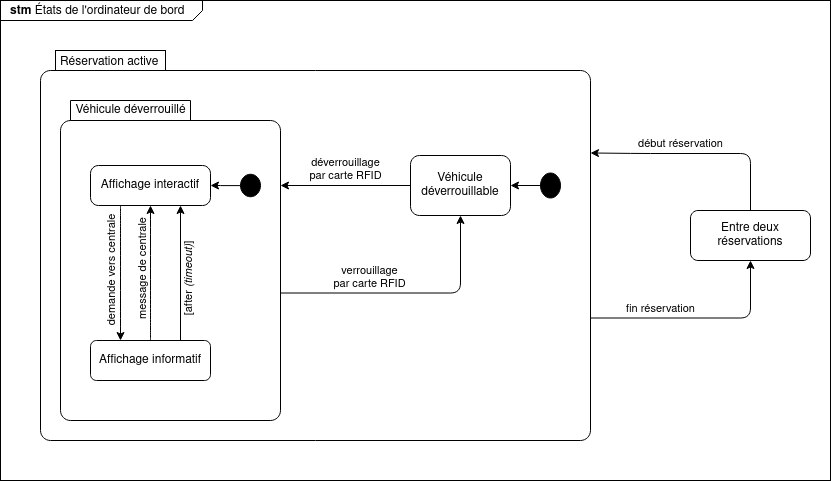 stm États de l'ordinateur de bord
Réservation active
Véhicule déverrouillé
Affichage interactif
demande vers centrale
message de centrale
[after (timeout)]
Affichage informatif
déverrouillage
par carte RFID
Véhicule
déverrouillable
verrouillage
par carte RFID
début réservation
Entre deux
réservations
fin réservation